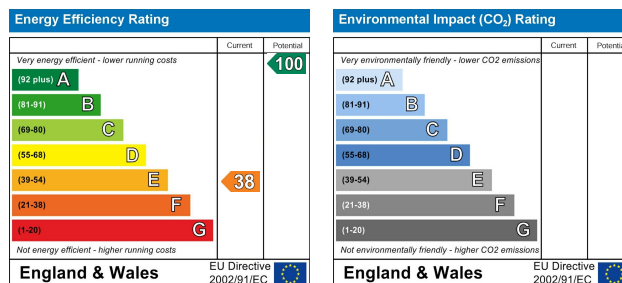 Energy Efficiency Rating
Current Potential
Very energy efficient - lower running costs
100
(92 plus) A
(81-91) B
(69-80) C
(55-68) D
(39-54) E
38
(21-38) F
(1-20) G
Not energy efficient - higher running costs
England & Wales
EU Directive
2002/91/EC
Environmental Impact (CO₂) Rating
Current
Very environmentally friendly - lower CO2 emissions
(92 plus) A
(81-91) B
(69-80) C
(55-68) D
(39-54) E
(21-38) F
(1-20) G
Not environmentally friendly - higher CO2 emissions
England & Wales
EU Directive
2002/91/EC